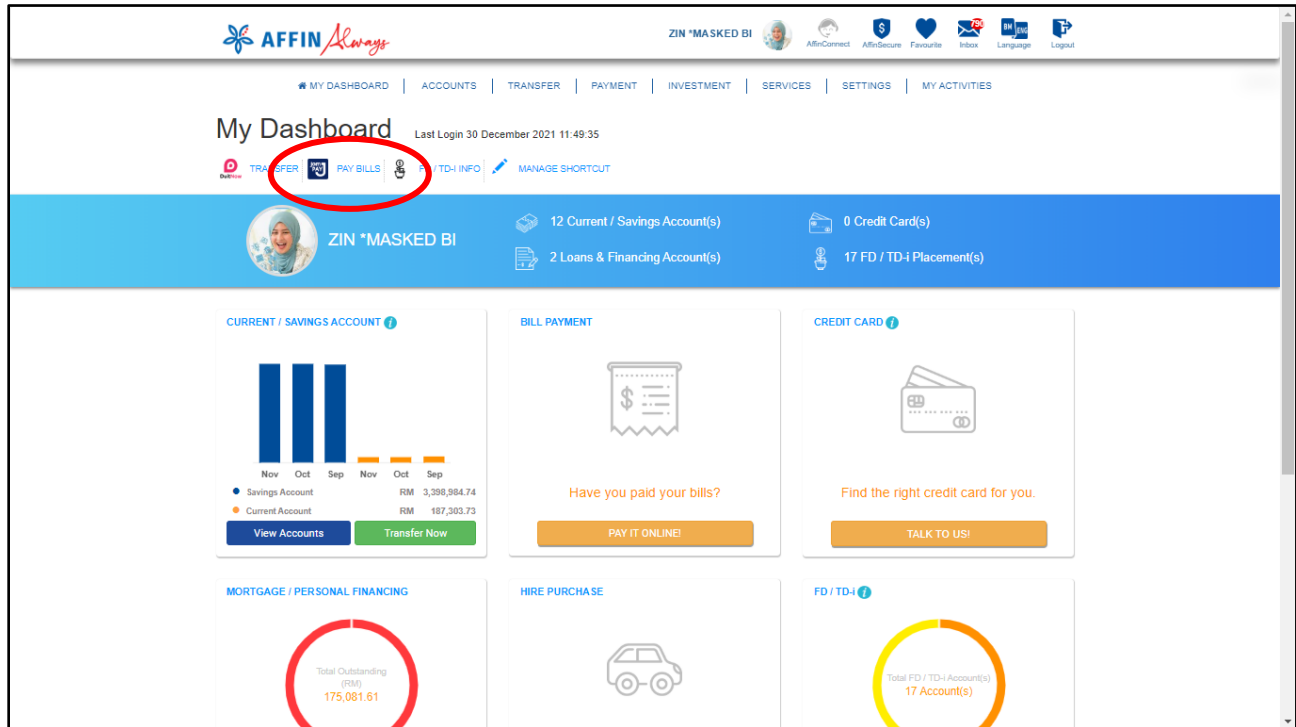 AFFIN Always
ZIN *MASKED BI
AffinConnect
AffinSecure
Favourite
790
Inbox
BM ENG
Language
Logout
MY DASHBOARD | ACCOUNTS | TRANSFER | PAYMENT | INVESTMENT | SERVICES | SETTINGS | MY ACTIVITIES
My Dashboard
Last Login 30 December 2021 11:49:35
DuitNow
TRANSFER
PAY BILLS
FD / TD-I INFO
MANAGE SHORTCUT
ZIN *MASKED BI
12 Current / Savings Account(s)
0 Credit Card(s)
2 Loans & Financing Account(s)
17 FD / TD-i Placement(s)
CURRENT / SAVINGS ACCOUNT i
Nov Oct Sep Nov Oct Sep
Savings Account RM 3,398,984.74
Current Account RM 187,303.73
View Accounts
Transfer Now
BILL PAYMENT
$
Have you paid your bills?
PAY IT ONLINE!
CREDIT CARD i
Find the right credit card for you.
TALK TO US!
MORTGAGE / PERSONAL FINANCING
Total Outstanding
(RM)
175,081.61
HIRE PURCHASE
FD / TD-i i
Total FD / TD-i Account(s)
17 Account(s)